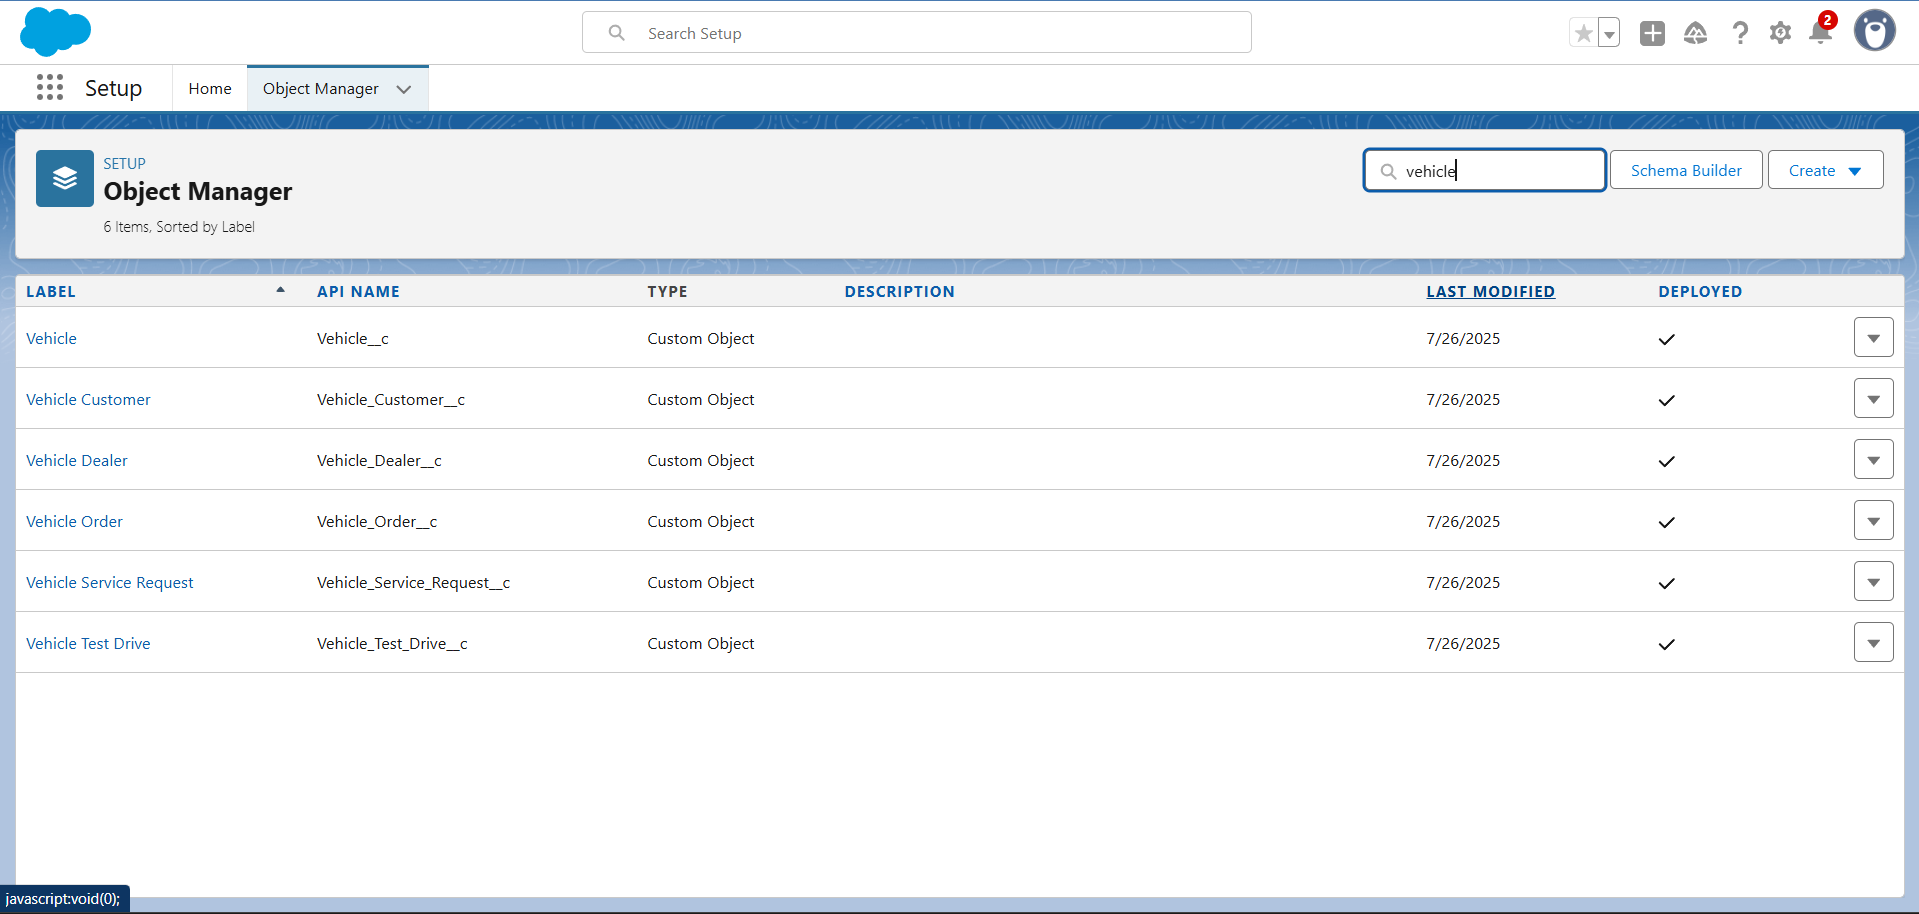 Search Setup
2
Setup
Home
Object Manager
SETUP
Object Manager
6 Items, Sorted by Label
vehicle
Schema Builder
Create
LABEL API NAME TYPE DESCRIPTION LAST MODIFIED DEPLOYED
Vehicle Vehicle__c Custom Object 7/26/2025
Vehicle Customer Vehicle_Customer__c Custom Object 7/26/2025
Vehicle Dealer Vehicle_Dealer__c Custom Object 7/26/2025
Vehicle Order Vehicle_Order__c Custom Object 7/26/2025
Vehicle Service Request Vehicle_Service_Request__c Custom Object 7/26/2025
Vehicle Test Drive Vehicle_Test_Drive__c Custom Object 7/26/2025
javascript:void(0);